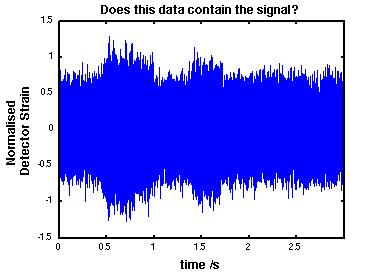 Does this data contain the signal?
1.5
1
0.5
0
-0.5
-1
-1.5
Normalised
Detector Strain
0 0.5 1 1.5 2 2.5
time /s